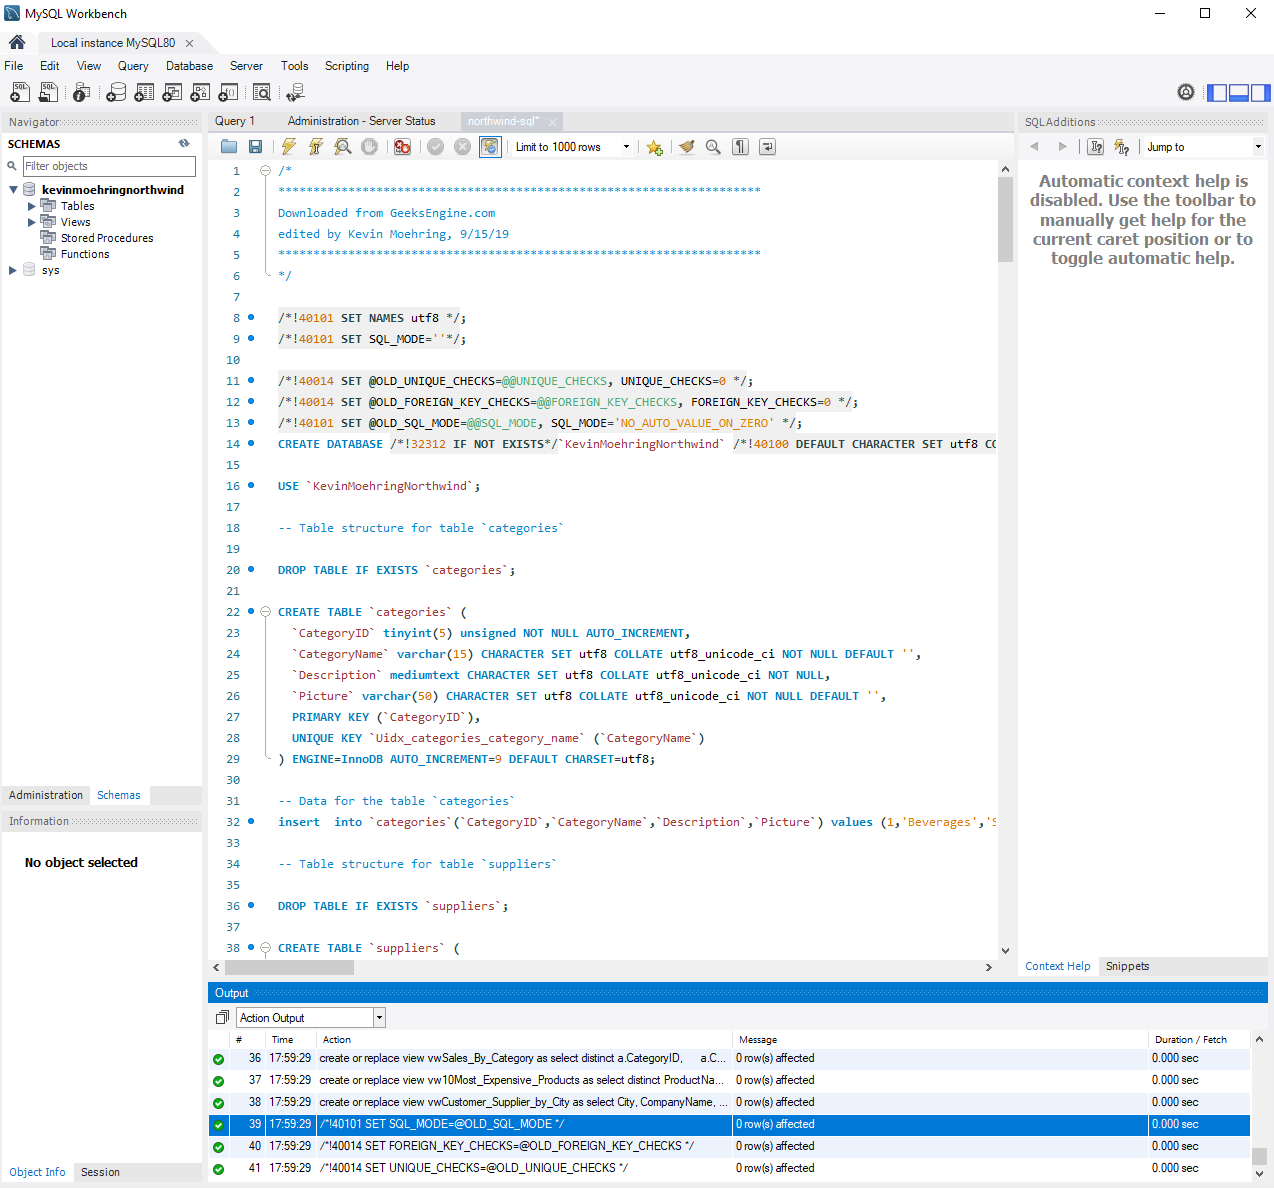 MySQL Workbench
Local instance MySQL80
File Edit View Query Database Server Tools Scripting Help
Navigator
SCHEMAS
Filter objects
kevinmoehringnorthwind
Tables
Views
Stored Procedures
Functions
sys
Administration Schemas
Information
No object selected
Object Info Session
Query 1 Administration - Server Status northwind-sql*
Limit to 1000 rows
1 /*
2 *********************************************************************
3 Downloaded from GeeksEngine.com
4 edited by Kevin Moehring, 9/15/19
5 *********************************************************************
6 */
7
8 /*!40101 SET NAMES utf8 */;
9 /*!40101 SET SQL_MODE=''*/;
10
11 /*!40014 SET @OLD_UNIQUE_CHECKS=@@UNIQUE_CHECKS, UNIQUE_CHECKS=0 */;
12 /*!40014 SET @OLD_FOREIGN_KEY_CHECKS=@@FOREIGN_KEY_CHECKS, FOREIGN_KEY_CHECKS=0 */;
13 /*!40101 SET @OLD_SQL_MODE=@@SQL_MODE, SQL_MODE='NO_AUTO_VALUE_ON_ZERO' */;
14 CREATE DATABASE /*!32312 IF NOT EXISTS*/`KevinMoehringNorthwind` /*!40100 DEFAULT CHARACTER SET utf8 CO
15
16 USE `KevinMoehringNorthwind`;
17
18 -- Table structure for table `categories`
19
20 DROP TABLE IF EXISTS `categories`;
21
22 CREATE TABLE `categories` (
23 `CategoryID` tinyint(5) unsigned NOT NULL AUTO_INCREMENT,
24 `CategoryName` varchar(15) CHARACTER SET utf8 COLLATE utf8_unicode_ci NOT NULL DEFAULT '',
25 `Description` mediumtext CHARACTER SET utf8 COLLATE utf8_unicode_ci NOT NULL,
26 `Picture` varchar(50) CHARACTER SET utf8 COLLATE utf8_unicode_ci NOT NULL DEFAULT '',
27 PRIMARY KEY (`CategoryID`),
28 UNIQUE KEY `Uidx_categories_category_name` (`CategoryName`)
29 ) ENGINE=InnoDB AUTO_INCREMENT=9 DEFAULT CHARSET=utf8;
30
31 -- Data for the table `categories`
32 insert  into `categories`(`CategoryID`,`CategoryName`,`Description`,`Picture`) values (1,'Beverages','S
33
34 -- Table structure for table `suppliers`
35
36 DROP TABLE IF EXISTS `suppliers`;
37
38 CREATE TABLE `suppliers` (
SQLAdditions
Jump to
Automatic context help is
disabled. Use the toolbar to
manually get help for the
current caret position or to
toggle automatic help.
Context Help Snippets
Output
Action Output
# Time Action Message Duration / Fetch
36 17:59:29 create or replace view vwSales_By_Category as select distinct a.CategoryID,    a.C... 0 row(s) affected 0.000 sec
37 17:59:29 create or replace view vw10Most_Expensive_Products as select distinct ProductNa... 0 row(s) affected 0.000 sec
38 17:59:29 create or replace view vwCustomer_Supplier_by_City as select City, CompanyName, ... 0 row(s) affected 0.000 sec
39 17:59:29 /*!40101 SET SQL_MODE=@OLD_SQL_MODE */ 0 row(s) affected 0.000 sec
40 17:59:29 /*!40014 SET FOREIGN_KEY_CHECKS=@OLD_FOREIGN_KEY_CHECKS */ 0 row(s) affected 0.000 sec
41 17:59:29 /*!40014 SET UNIQUE_CHECKS=@OLD_UNIQUE_CHECKS */ 0 row(s) affected 0.000 sec